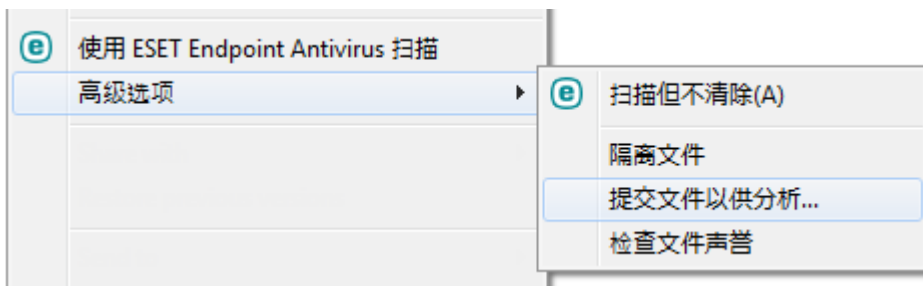 使用 ESET Endpoint Antivirus 扫描
高级选项
扫描但不清除(A)
隔离文件
提交文件以供分析...
检查文件声誉